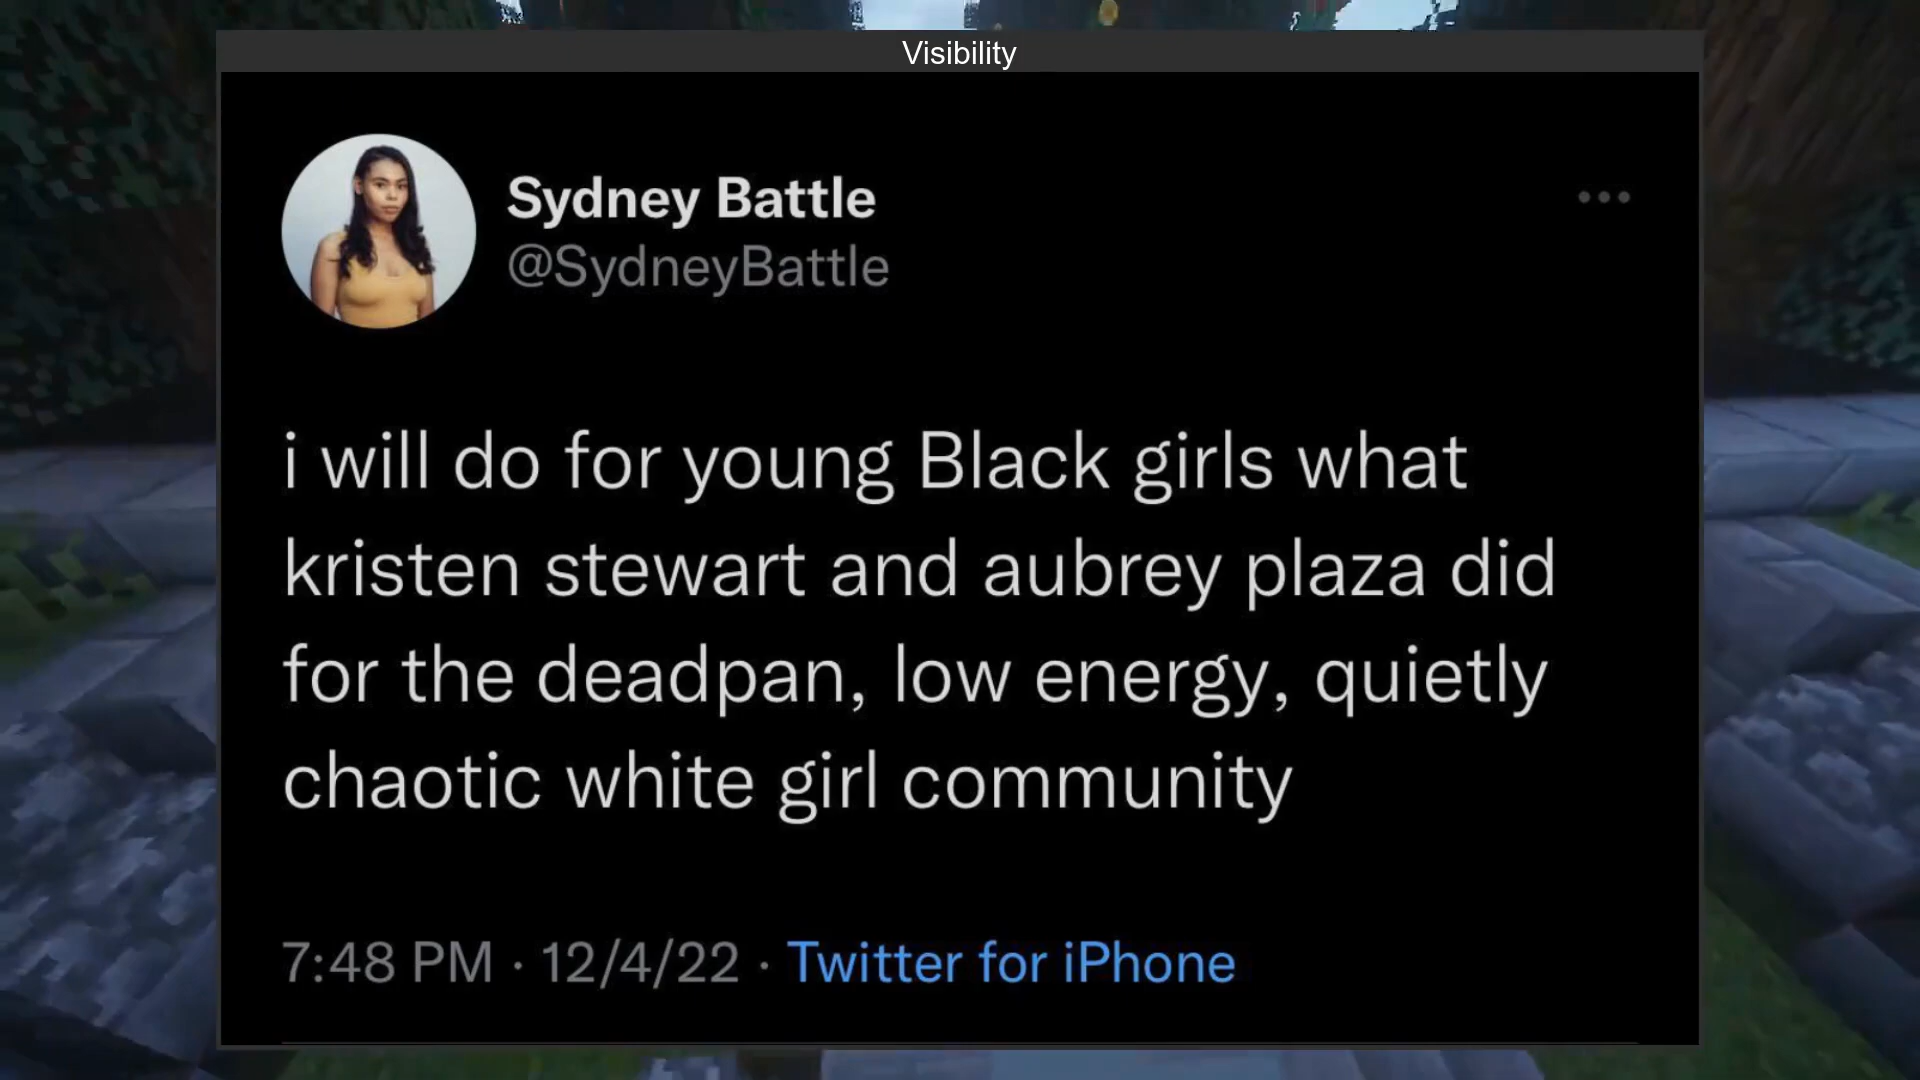 Visibility
Sydney Battle
@SydneyBattle
i will do for young Black girls what
kristen stewart and aubrey plaza did
for the deadpan, low energy, quietly
chaotic white girl community
7:48 PM · 12/4/22 · Twitter for iPhone